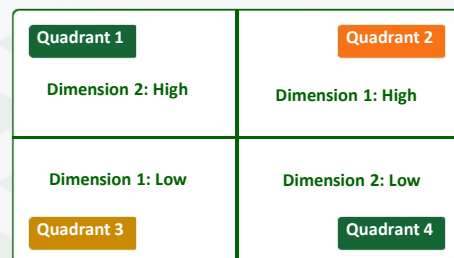 Quadrant 1
Quadrant 2
Dimension 2: High
Dimension 1: High
Dimension 1: Low
Dimension 2: Low
Quadrant 3
Quadrant 4